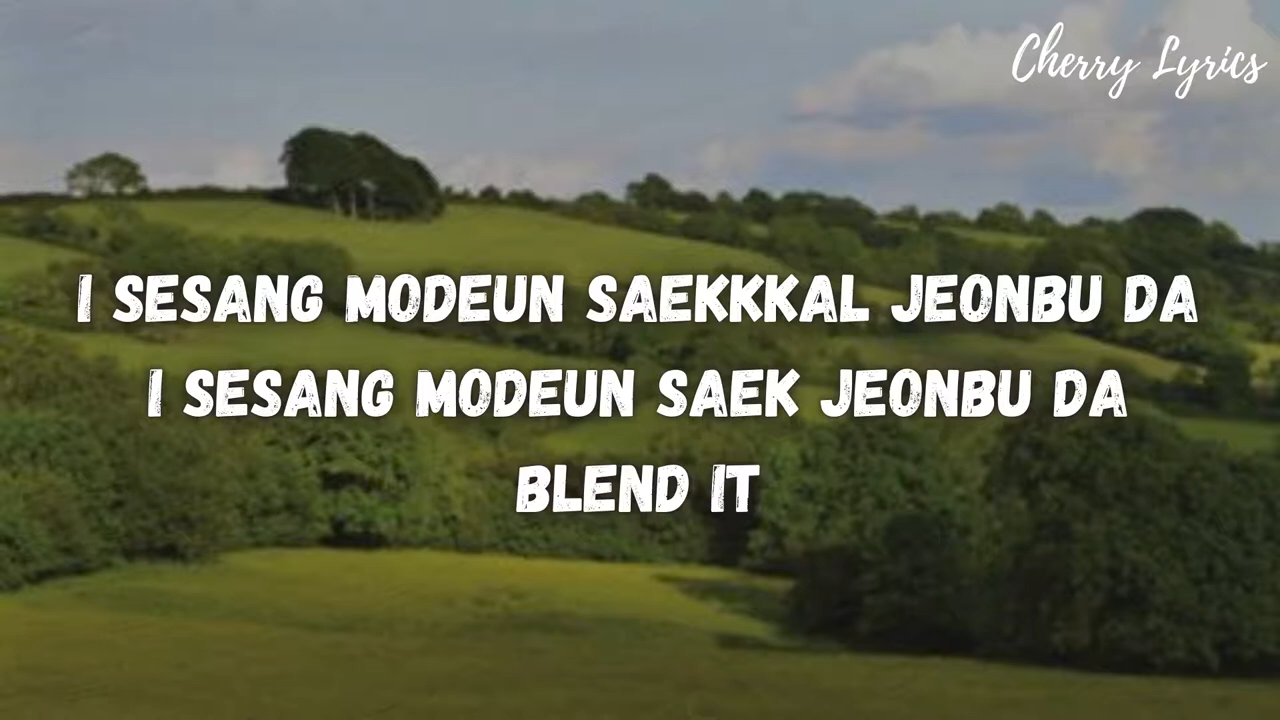 Cherry Lyrics
I SESANG MODEUN SAEKKKAL JEONBU DA
I SESANG MODEUN SAEK JEONBU DA
BLEND IT